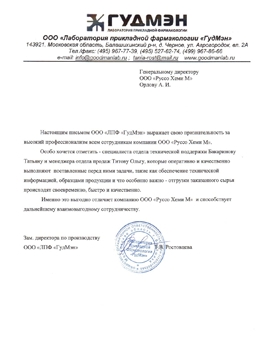 ГУДМЭН
ЛАБОРАТОРИЯ ПРИКЛАДНОЙ ФАРМАКОЛОГИИ
ООО «Лаборатория прикладной фармакологии «ГудМэн»
143921, Московская область, Балашихинский р-н, д. Черное, ул. Агрогородок, вл. 2А
Тел./факс: (495) 967-77-39, (495) 527-62-74, (499) 967-86-66
e-mail: info@goodmanlab.ru
http://www.goodmanlab.ru
Генеральному директору
ООО «Руссо Хеми М»
Орлову А. И.
Настоящим письмом ООО «ЛПФ «ГудМэн» выражает свою признательность за
высокий профессионализм всем сотрудникам компании ООО «Руссо Хеми М».
Особо хочется отметить - специалиста отдела технической поддержки
Татьяну и менеджера отдела продаж Титову Ольгу, которые оперативно и качественно
выполняют поставленные перед ними задачи, такие как обеспечение технической
информацией, образцами продукции и что особенно важно - отгрузки заказанного сырья
происходят своевременно, быстро и качественно.
Именно это выгодно отличает компанию ООО «Руссо Хеми М» и способствует
дальнейшему взаимовыгодному сотрудничеству.
Зам. директора по производству
ООО «ЛПФ «ГудМэн»
Ростовцева